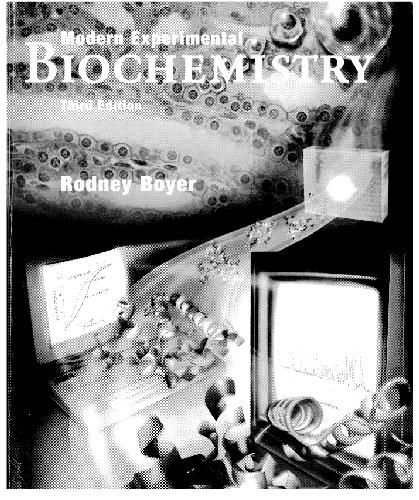 Modern Experimental
BIOCHEMISTRY
Third Edition
Rodney Boyer